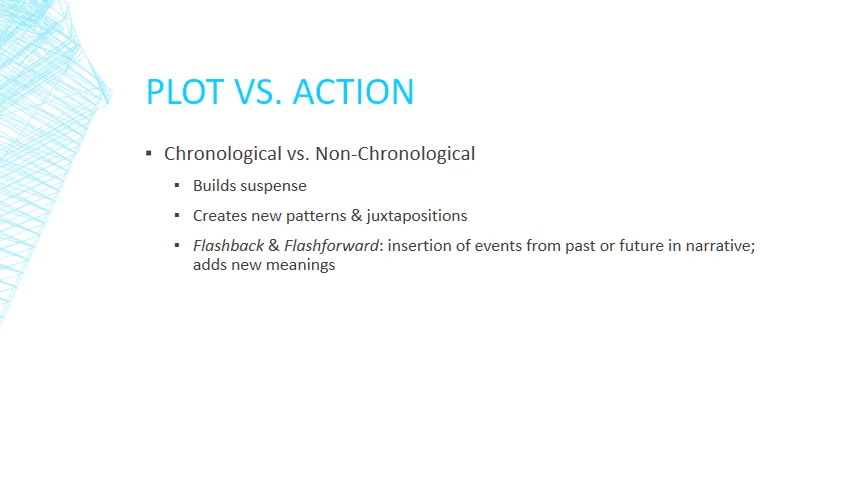 PLOT VS. ACTION
▪ Chronological vs. Non-Chronological
▪ Builds suspense
▪ Creates new patterns & juxtapositions
▪ Flashback & Flashforward: insertion of events from past or future in narrative;
adds new meanings